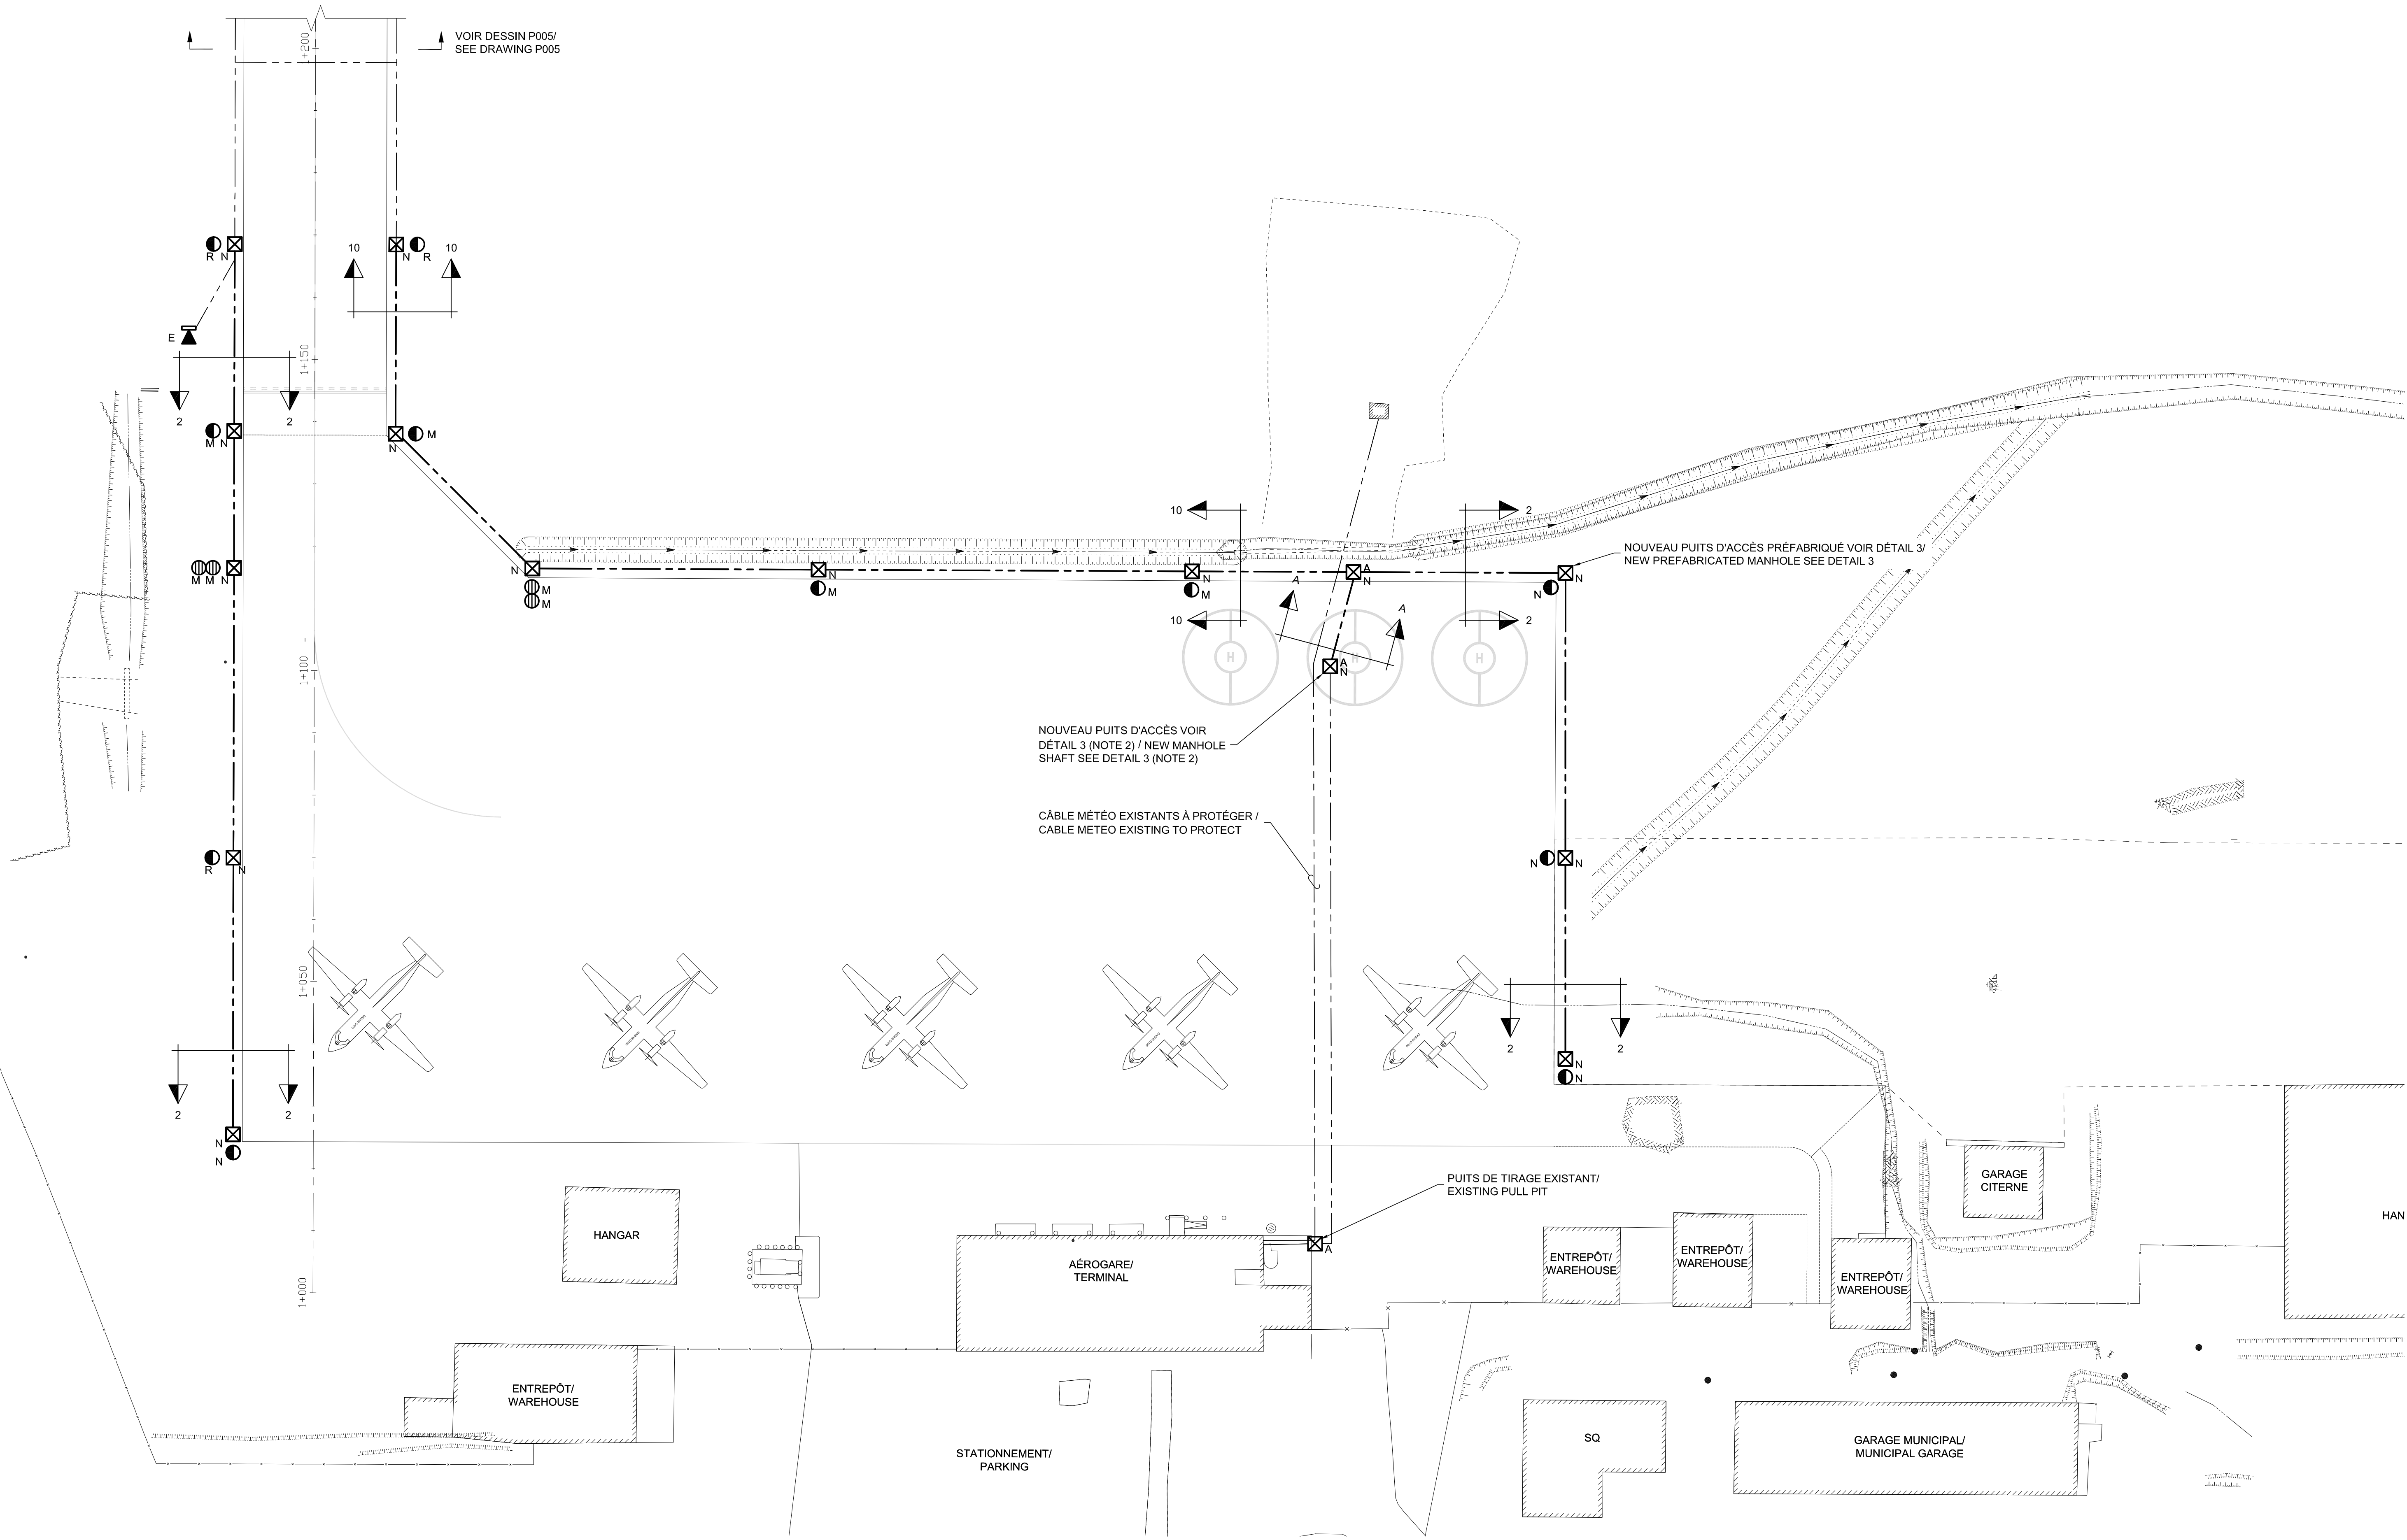 VOIR DESSIN P005/
SEE DRAWING P005
1+200
R N
N R
10 10
E
1+150
2 2
M N
M
N
10 2
NOUVEAU PUITS D'ACCÈS PRÉFABRIQUÉ VOIR DÉTAIL 3/
NEW PREFABRICATED MANHOLE SEE DETAIL 3
M M N
N
M
M
N
M
N
M
A
N
A
N
N
A
10 2
H H H
A
N
1+100
NOUVEAU PUITS D'ACCÈS VOIR
DÉTAIL 3 (NOTE 2) / NEW MANHOLE
SHAFT SEE DETAIL 3 (NOTE 2)
CÂBLE MÉTÉO EXISTANTS À PROTÉGER /
CABLE METEO EXISTING TO PROTECT
R N
N N
1+050
2 2
N
N
2 2
N
N
PUITS DE TIRAGE EXISTANT/
EXISTING PULL PIT
A
GARAGE
CITERNE
HAN
HANGAR
AÉROGARE/
TERMINAL
ENTREPÔT/
WAREHOUSE
ENTREPÔT/
WAREHOUSE
ENTREPÔT/
WAREHOUSE
1+000
ENTREPÔT/
WAREHOUSE
STATIONNEMENT/
PARKING
SQ
GARAGE MUNICIPAL/
MUNICIPAL GARAGE